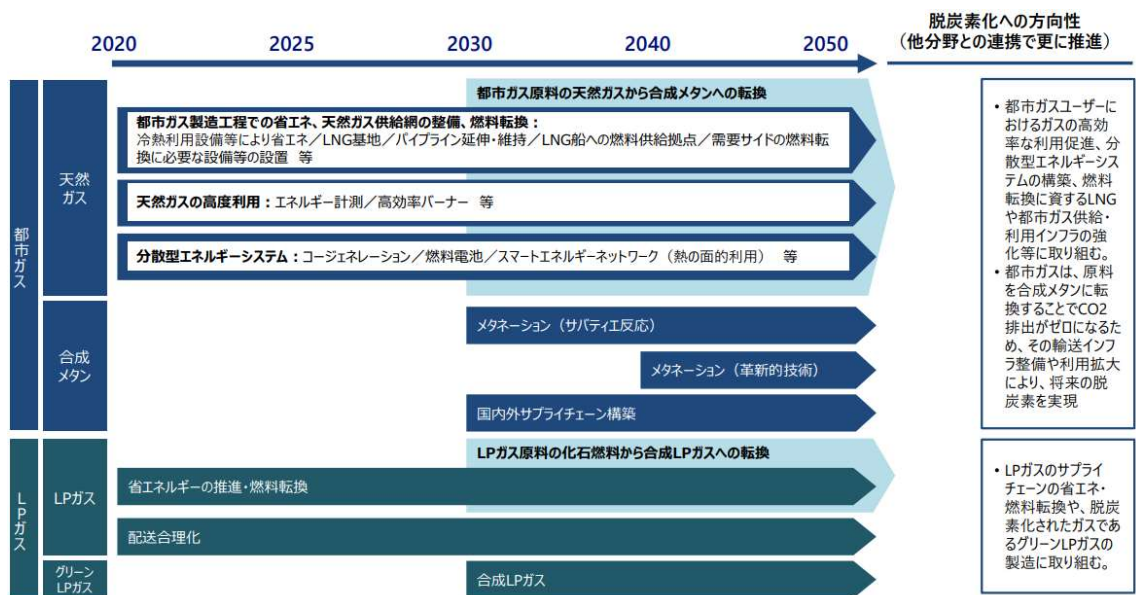 脱炭素化への方向性
（他分野との連携で更に推進）
2020
2025
2030
2040
2050
都市ガス
天然
ガス
都市ガス原料の天然ガスから合成メタンへの転換
都市ガス製造工程での省エネ、天然ガス供給網の整備、燃料転換：
冷熱利用設備等により省エネ／LNG基地／パイプライン延伸・維持／LNG船への燃料供給拠点／需要サイドの燃料転
換に必要な設備等の設置　等
天然ガスの高度利用：エネルギー計測／高効率バーナー　等
分散型エネルギーシステム：コージェネレーション／燃料電池／スマートエネルギーネットワーク（熱の面的利用）　等
合成
メタン
メタネーション（サバティエ反応）
メタネーション（革新的技術）
国内外サプライチェーン構築
• 都市ガスユーザーに
おけるガスの高効
率な利用促進、分
散型エネルギーシス
テムの構築、燃料
転換に資するLNG
や都市ガス供給・
利用インフラの強
化等に取り組む。
• 都市ガスは、原料
を合成メタンに転
換することでCO2
排出がゼロになるた
め、その輸送インフ
ラ整備や利用拡大
により、将来の脱
炭素を実現
LPガス
LPガス
LPガス原料の化石燃料から合成LPガスへの転換
省エネルギーの推進・燃料転換
配送合理化
グリーン
LPガス
合成LPガス
• LPガスのサプライ
チェーンの省エネ・
燃料転換や、脱炭
素化されたガスであ
るグリーンLPガスの
製造に取り組む。